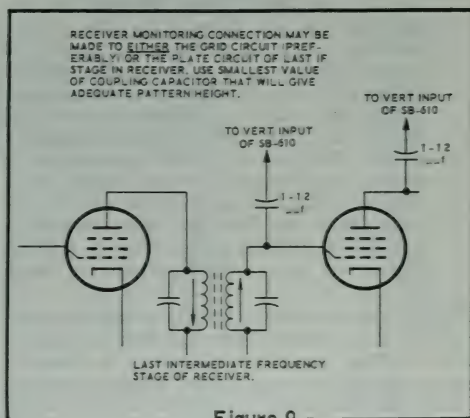 RECEIVER MONITORING CONNECTION MAY BE
MADE TO EITHER THE GRID CIRCUIT (PREF-
ERABLY) OR THE PLATE CIRCUIT OF LAST IF
STAGE IN RECEIVER. USE SMALLEST VALUE
OF COUPLING CAPACITOR THAT WILL GIVE
ADEQUATE PATTERN HEIGHT.
TO VERT INPUT
OF SB-610
1-12
TO VERT INPUT
OF SB-610
1-12
LAST INTERMEDIATE FREQUENCY
STAGE OF RECEIVER.
Figure